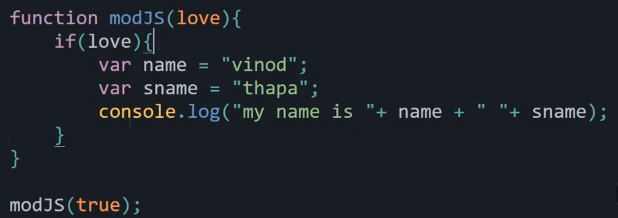 function modJS(love){
    if(love){
        var name = "vinod";
        var sname = "thapa";
        console.log("my name is "+ name + " "+ sname);
    }
}

modJS(true);